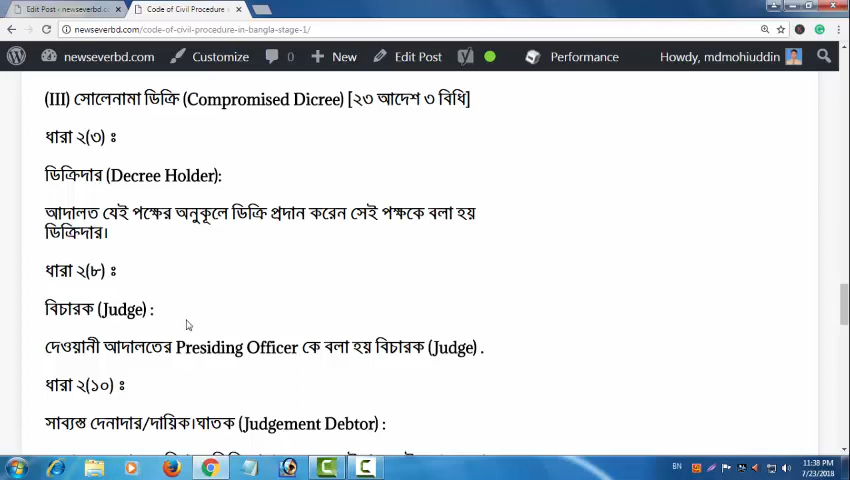 Edit Post ‹ newseverbd.com
Code of Civil Procedure
newseverbd.com/code-of-civil-procedure-in-bangla-stage-1/
newseverbd.com Customize 1 0 New Edit Post Performance Howdy, mdmohiuddin
(III) সোলেনামা ডিক্রি (Compromised Dicree) [২৩ আদেশ ৩ বিধি]
ধারা ২(৩) ঃ
ডিক্রিদার (Decree Holder):
আদালত যেই পক্ষের অনুকূলে ডিক্রি প্রদান করেন সেই পক্ষকে বলা হয়
ডিক্রিদার।
ধারা ২(৮) ঃ
বিচারক (Judge) :
দেওয়ানী আদালতের Presiding Officer কে বলা হয় বিচারক (Judge) .
ধারা ২(১০) ঃ
সাব্যস্ত দেনাদার/দায়িক।ঘাতক (Judgement Debtor) :
BN
11:38 PM
7/23/2018